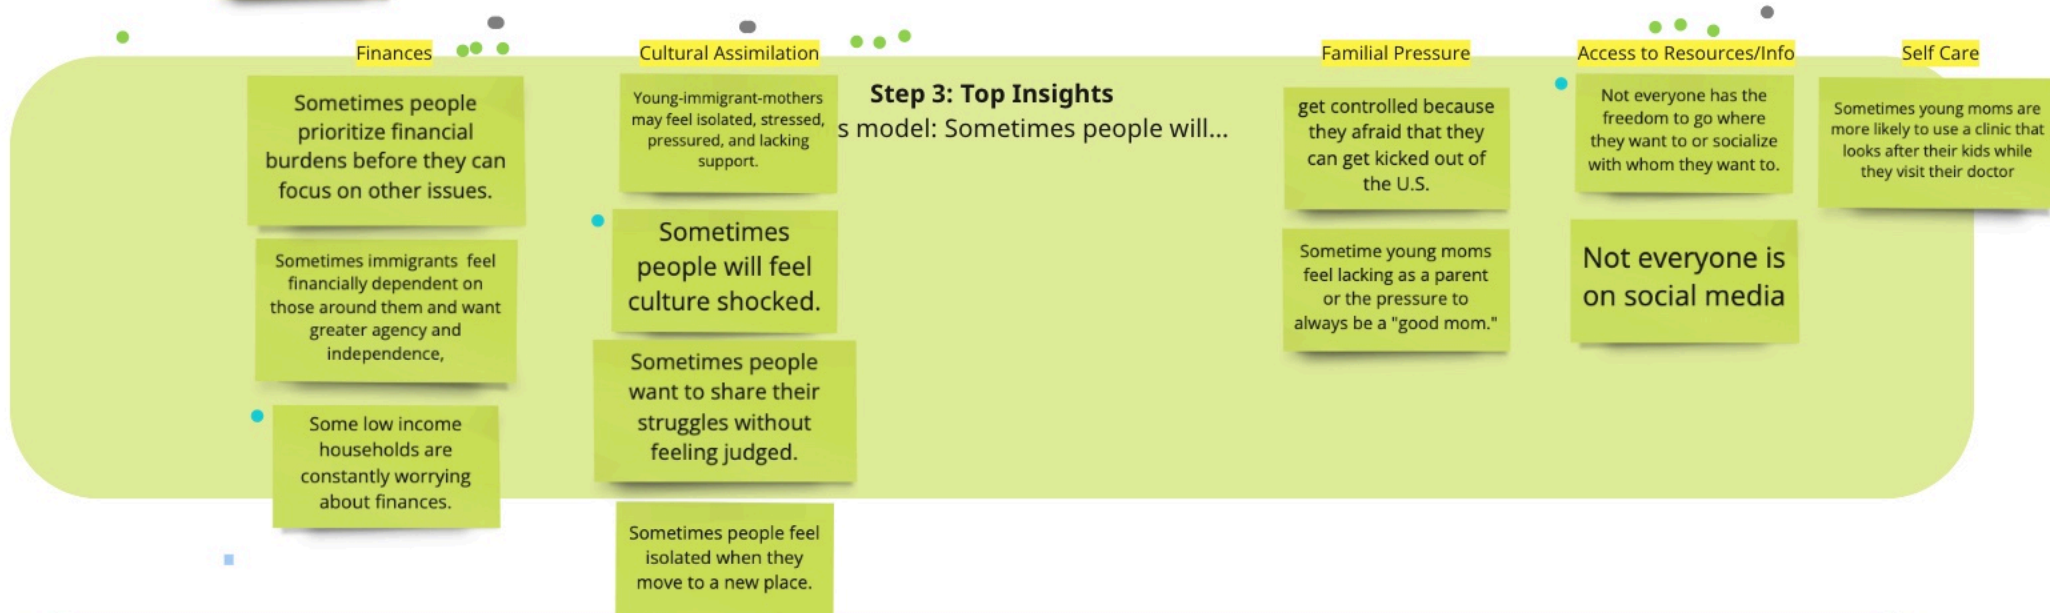 Finances
Sometimes people
prioritize financial
burdens before they can
focus on other issues.
Sometimes immigrants feel
financially dependent on
those around them and want
greater agency and
independence,
Some low income
households are
constantly worrying
about finances.
Cultural Assimilation
Young-immigrant-mothers
may feel isolated, stressed,
pressured, and lacking
support.
Sometimes
people will feel
culture shocked.
Sometimes people
want to share their
struggles without
feeling judged.
Sometimes people feel
isolated when they
move to a new place.
Step 3: Top Insights
s model: Sometimes people will...
Familial Pressure
get controlled because
they afraid that they
can get kicked out of
the U.S.
Sometime young moms
feel lacking as a parent
or the pressure to
always be a "good mom."
Access to Resources/Info
Not everyone has the
freedom to go where
they want to or socialize
with whom they want to.
Not everyone is
on social media
Self Care
Sometimes young moms are
more likely to use a clinic that
looks after their kids while
they visit their doctor